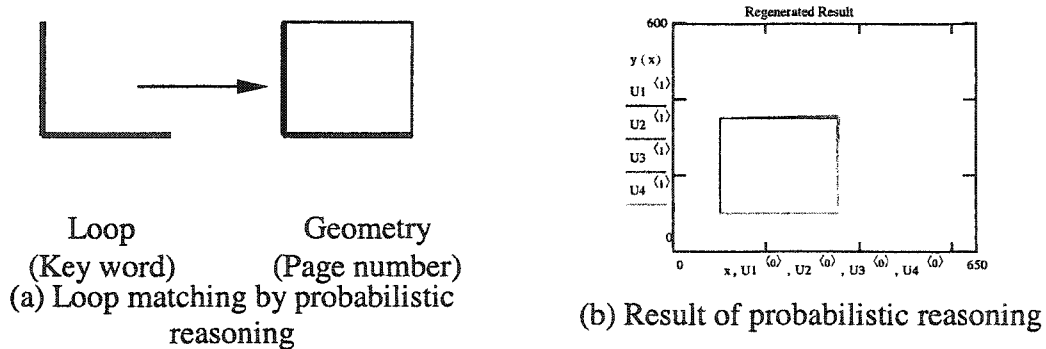 Loop
(Key word)
Geometry
(Page number)
(a) Loop matching by probabilistic
reasoning
Regenerated Result
600
y (x)
U1 ⟨1⟩
U2 ⟨1⟩
U3 ⟨1⟩
U4 ⟨1⟩
0
0
650
x , U1 ⟨0⟩ , U2 ⟨0⟩ , U3 ⟨0⟩ , U4 ⟨0⟩
(b) Result of probabilistic reasoning